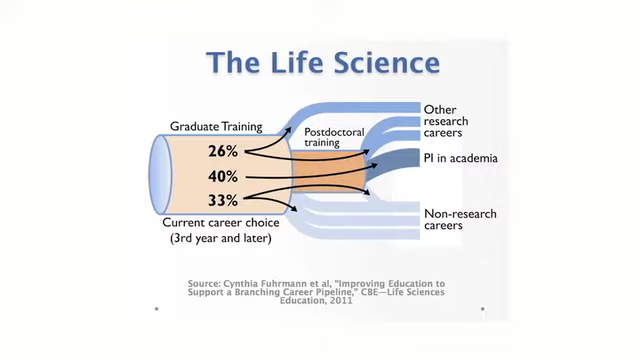 The Life Science
Graduate Training
Postdoctoral
training
26%
40%
33%
Current career choice
(3rd year and later)
Other
research
careers
PI in academia
Non-research
careers
Source: Cynthia Fuhrmann et al, "Improving Education to
Support a Branching Career Pipeline," CBE—Life Sciences
Education, 2011